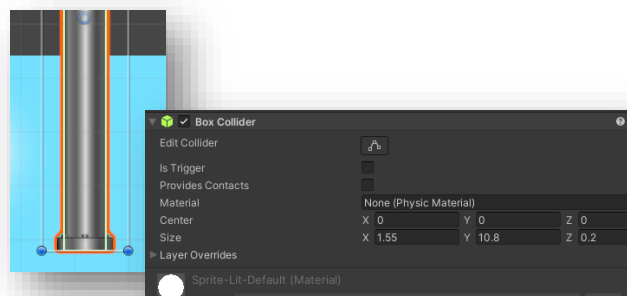 Box Collider
Edit Collider
Is Trigger
Provides Contacts
Material None (Physic Material)
Center X 0 Y 0 Z 0
Size X 1.55 Y 10.8 Z 0.2
Layer Overrides
Sprite-Lit-Default (Material)